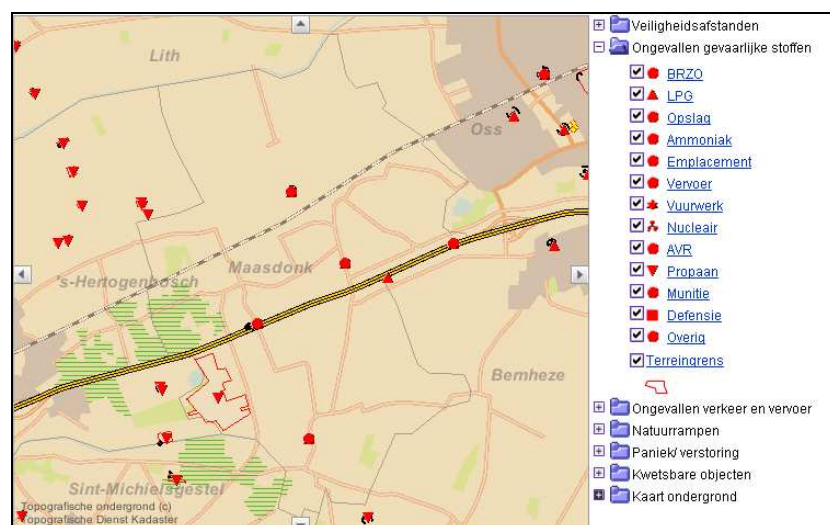 Lith
Oss
Maasdonk
's-Hertogenbosch
Bernheze
Sint-Michielsgestel
Topografische ondergrond (c)
Topografische Dienst Kadaster
Veiligheidsafstanden
Ongevallen gevaarlijke stoffen
BRZO
LPG
Opslag
Ammoniak
Emplacement
Vervoer
Vuurwerk
Nucleair
AVR
Propaan
Munitie
Defensie
Overig
Terreingrens
Ongevallen verkeer en vervoer
Natuurrampen
Paniek/ verstoring
Kwetsbare objecten
Kaart ondergrond